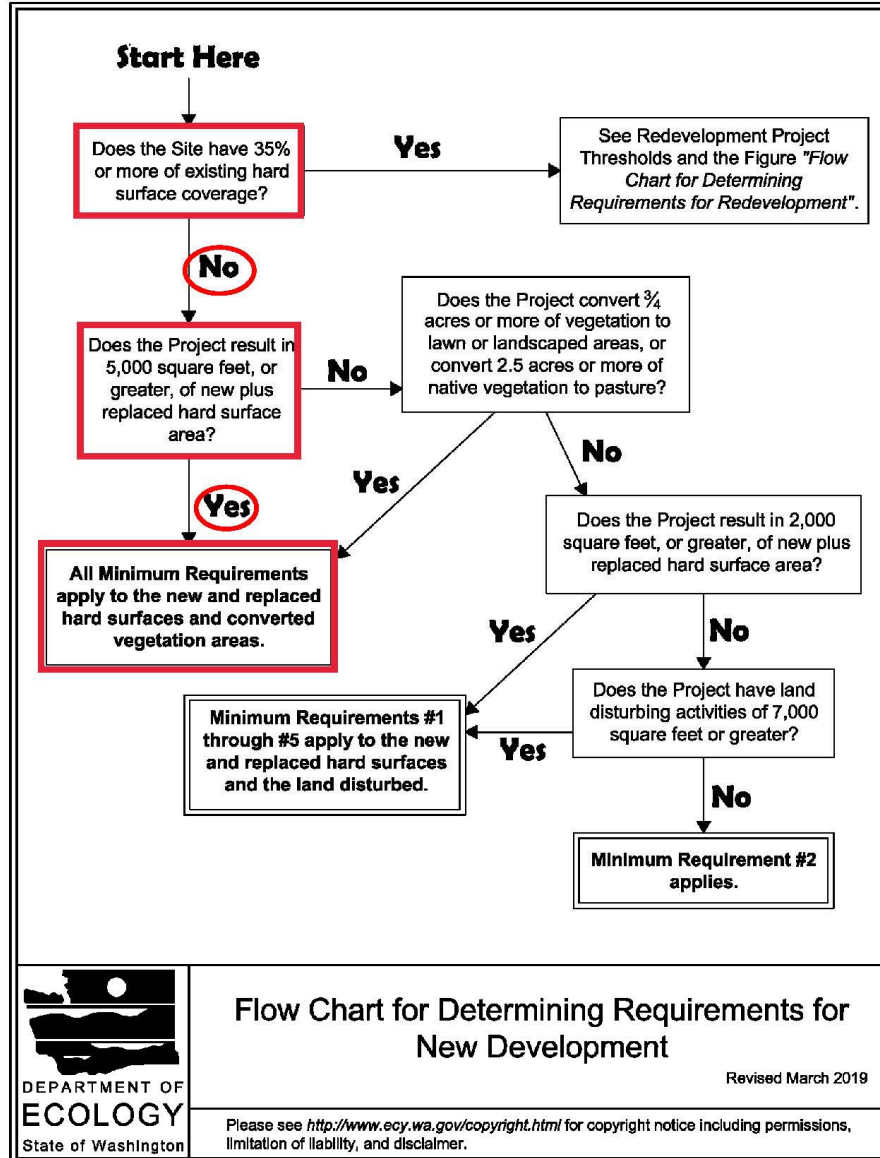 Start Here
Does the Site have 35%
or more of existing hard
surface coverage?
Yes
See Redevelopment Project
Thresholds and the Figure "Flow
Chart for Determining
Requirements for Redevelopment".
No
Does the Project result in
5,000 square feet, or
greater, of new plus
replaced hard surface
area?
No
Does the Project convert ¾
acres or more of vegetation to
lawn or landscaped areas, or
convert 2.5 acres or more of
native vegetation to pasture?
Yes
Yes
No
All Minimum Requirements
apply to the new and replaced
hard surfaces and converted
vegetation areas.
Does the Project result in 2,000
square feet, or greater, of new plus
replaced hard surface area?
Yes
No
Minimum Requirements #1
through #5 apply to the new
and replaced hard surfaces
and the land disturbed.
Yes
Does the Project have land
disturbing activities of 7,000
square feet or greater?
No
Minimum Requirement #2
applies.
DEPARTMENT OF
ECOLOGY
State of Washington
Flow Chart for Determining Requirements for
New Development
Revised March 2019
Please see http://www.ecy.wa.gov/copyright.html for copyright notice including permissions,
limitation of liability, and disclaimer.